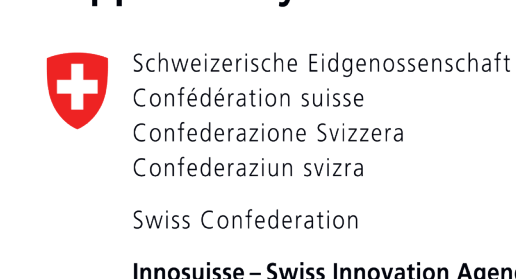 Schweizerische Eidgenossenschaft
Confédération suisse
Confederazione Svizzera
Confederaziun svizra
Swiss Confederation
Innosuisse – Swiss Innovation